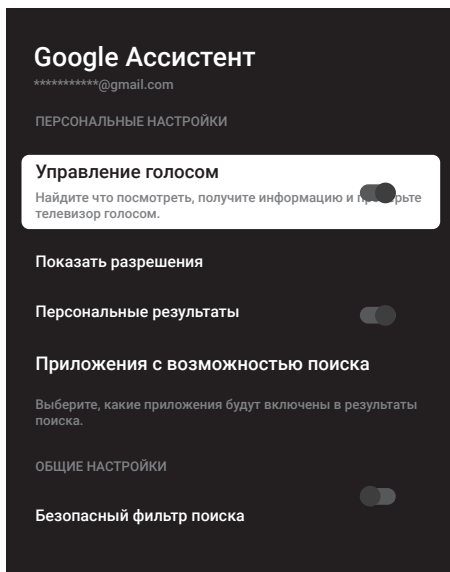 Google Ассистент
***********@gmail.com
ПЕРСОНАЛЬНЫЕ НАСТРОЙКИ
Управление голосом
Найдите что посмотреть, получите информацию и
телевизор голосом.
Показать разрешения
Персональные результаты
Приложения с возможностью поиска
Выберите, какие приложения будут включены в результаты
поиска.
ОБЩИЕ НАСТРОЙКИ
Безопасный фильтр поиска